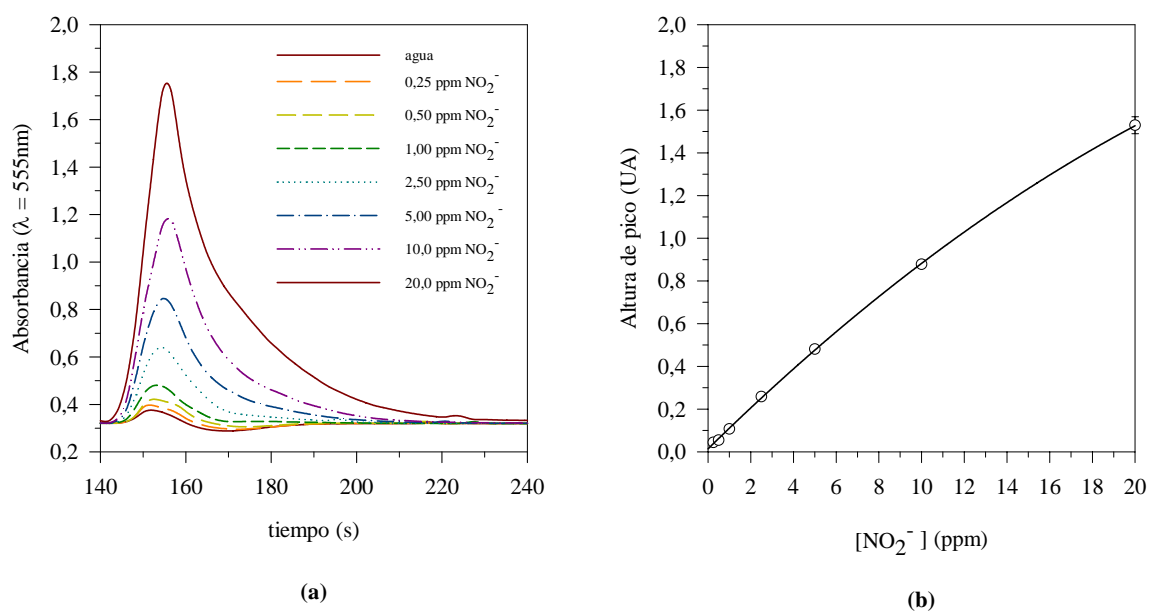 2,0
1,8
1,6
1,4
1,2
1,0
0,8
0,6
0,4
0,2
Absorbancia (λ = 555nm)
140 160 180 200 220 240
tiempo (s)
agua
0,25 ppm NO₂⁻
0,50 ppm NO₂⁻
1,00 ppm NO₂⁻
2,50 ppm NO₂⁻
5,00 ppm NO₂⁻
10,0 ppm NO₂⁻
20,0 ppm NO₂⁻
(a)
2,0
1,8
1,6
1,4
1,2
1,0
0,8
0,6
0,4
0,2
0,0
Altura de pico (UA)
0 2 4 6 8 10 12 14 16 18 20
[NO₂⁻ ] (ppm)
(b)